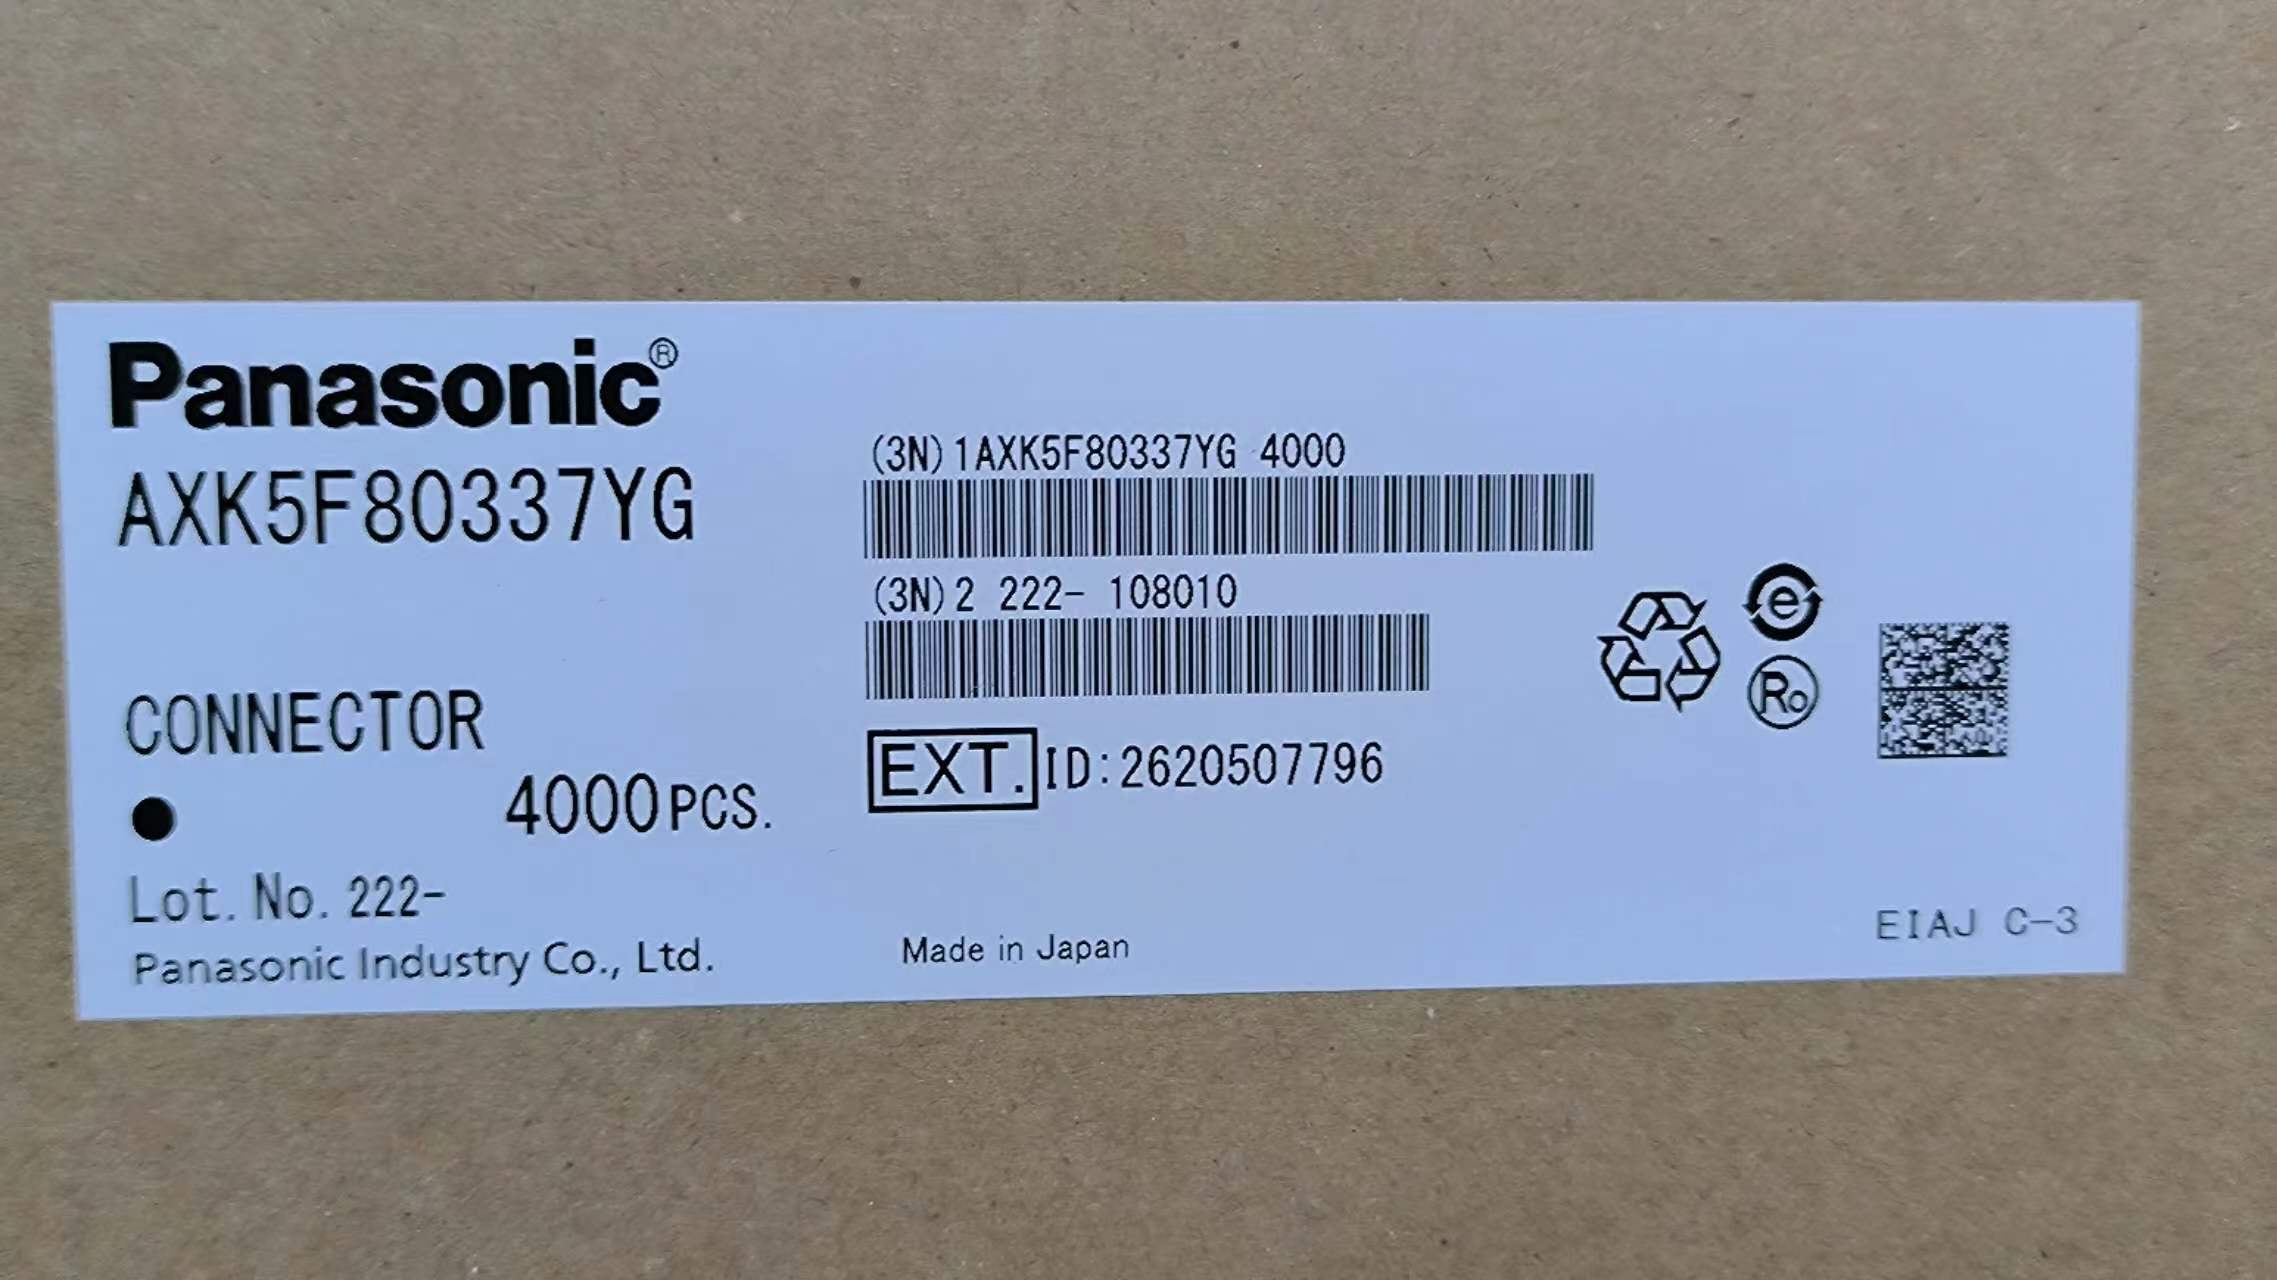 Panasonic®
AXK5F80337YG
CONNECTOR
4000PCS.
Lot. No. 222-
Panasonic Industry Co., Ltd.
(3N)1AXK5F80337YG 4000
(3N)2 222- 108010
EXT. ID:2620507796
Made in Japan
e
Ro
EIAJ C-3